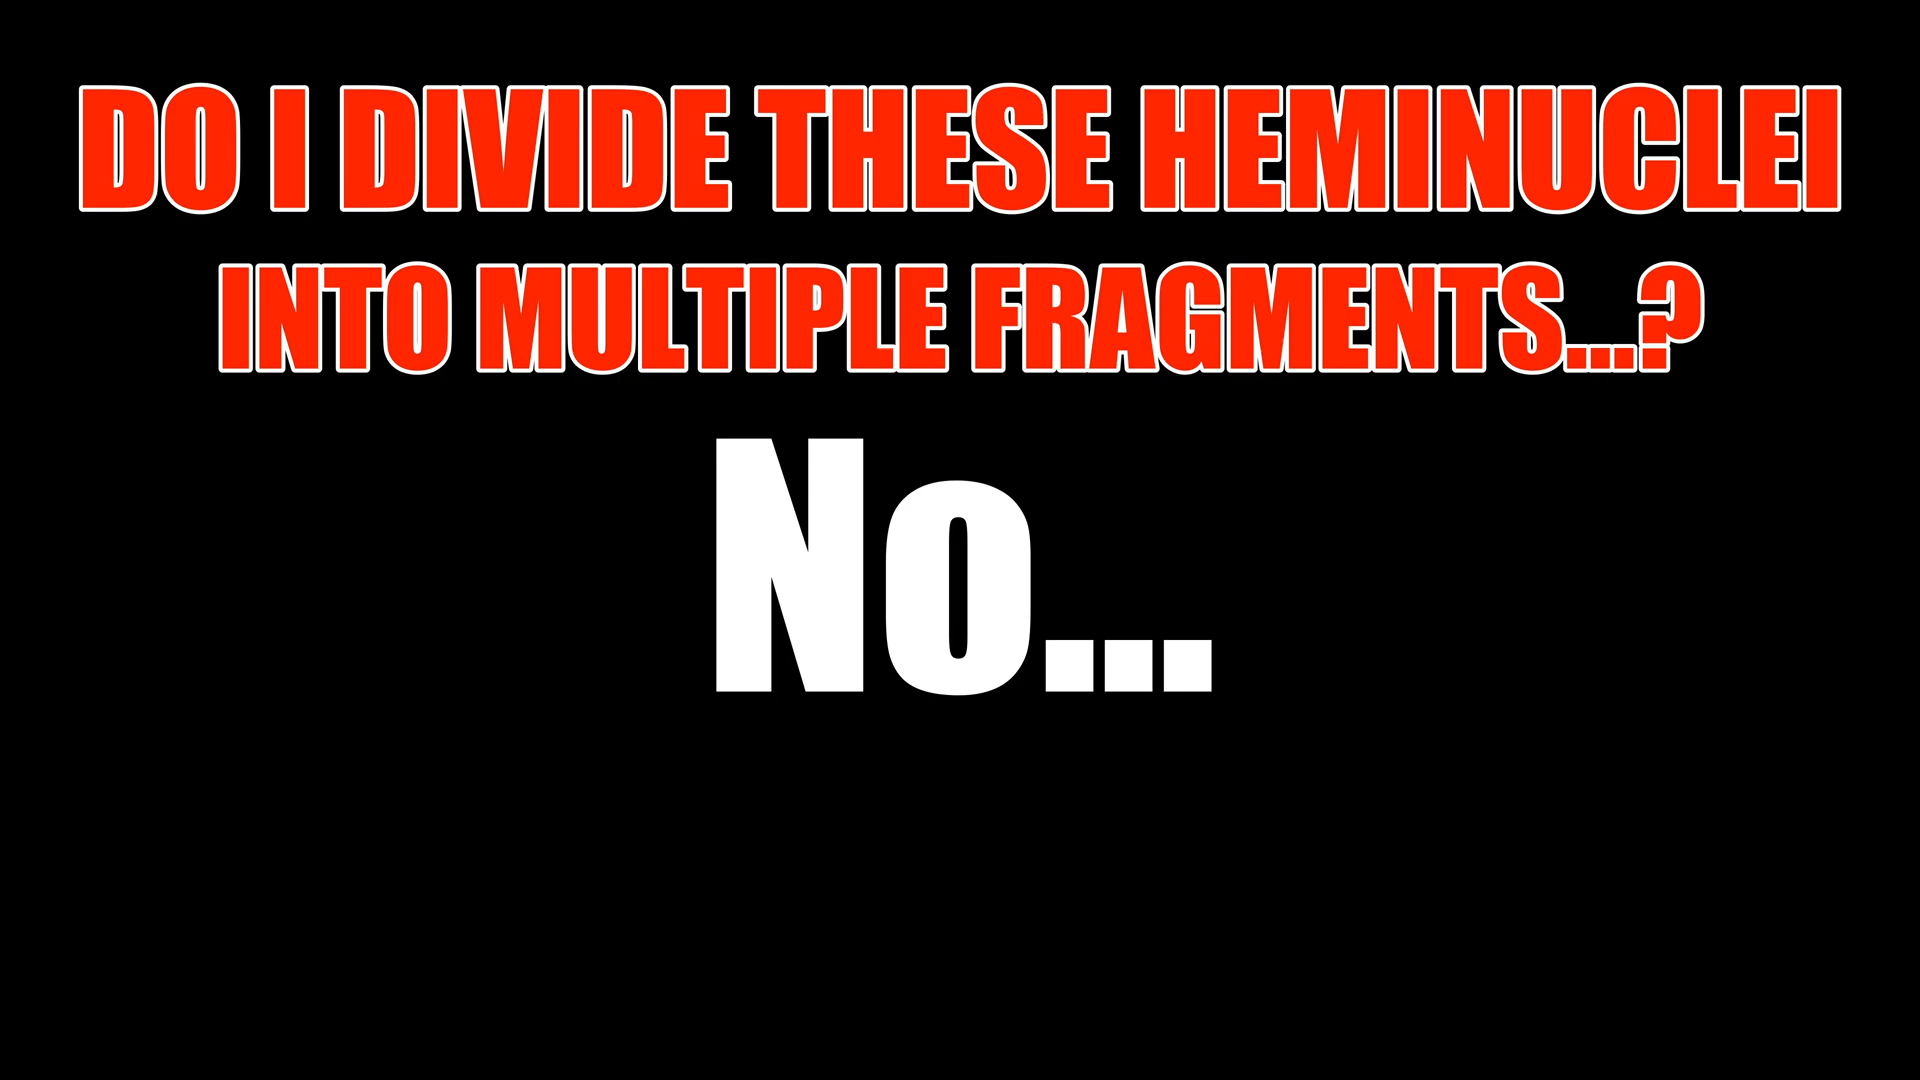 DO I DIVIDE THESE HEMINUCLEI
INTO MULTIPLE FRAGMENTS...?
No...